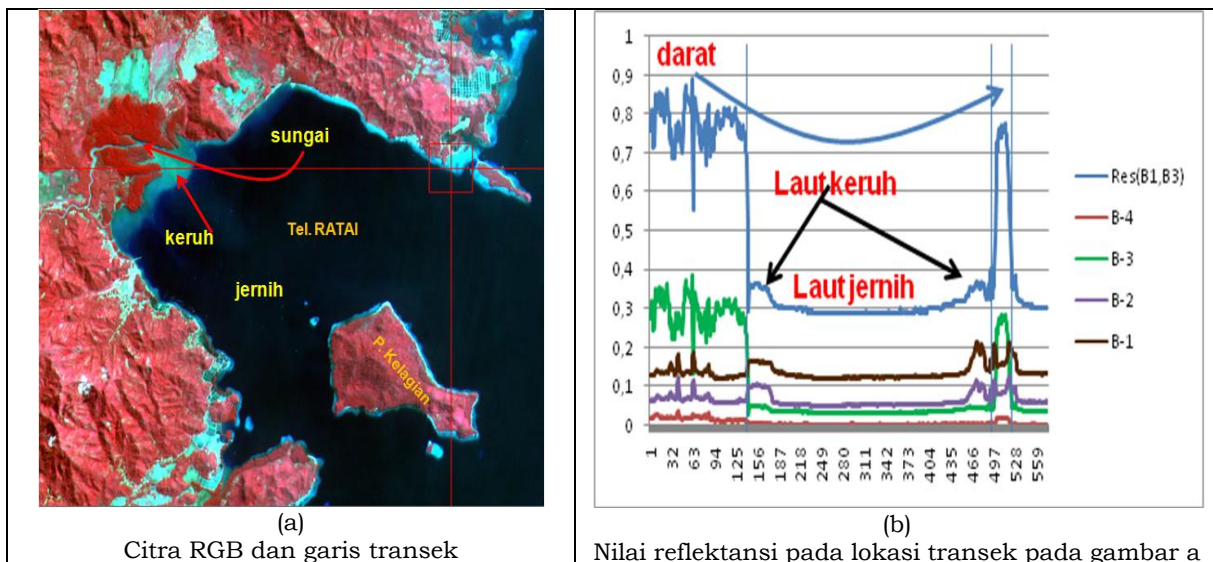 sungai
keruh
Tel. RATAI
jernih
P. Kelagian
(a)
Citra RGB dan garis transek
1
0,9
0,8
0,7
0,6
0,5
0,4
0,3
0,2
0,1
0
darat
Laut keruh
Laut jernih
1 32 63 94 125 156 187 218 249 280 311 342 373 404 435 466 497 528 559
Res(B1,B3)
B-4
B-3
B-2
B-1
(b)
Nilai reflektansi pada lokasi transek pada gambar a